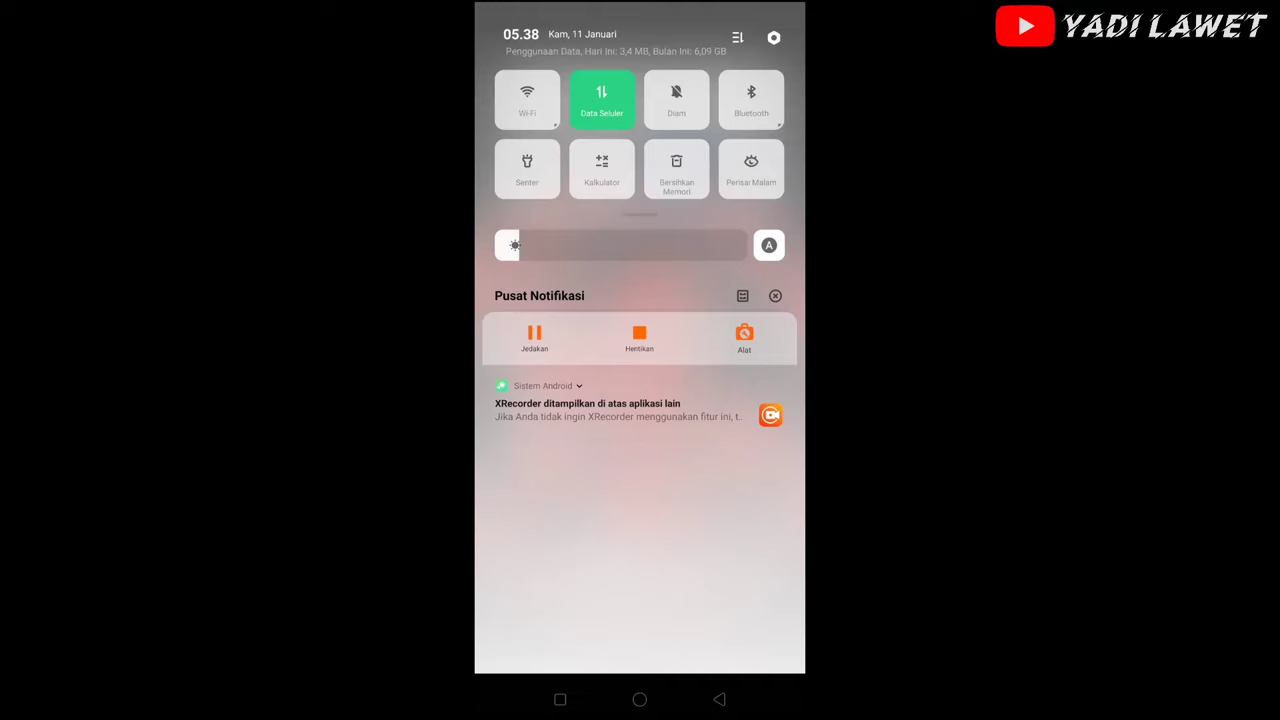 YADI LAWET
05.38 Kam, 11 Januari
Penggunaan Data, Hari Ini: 3,4 MB, Bulan Ini: 6,09 GB
Wi-Fi
Data Seluler
Diam
Bluetooth
Senter
Kalkulator
Bersihkan
Memori
Perisai Malam
A
Pusat Notifikasi
Jedakan
Hentikan
Alat
Sistem Android
XRecorder ditampilkan di atas aplikasi lain
Jika Anda tidak ingin XRecorder menggunakan fitur ini, t..